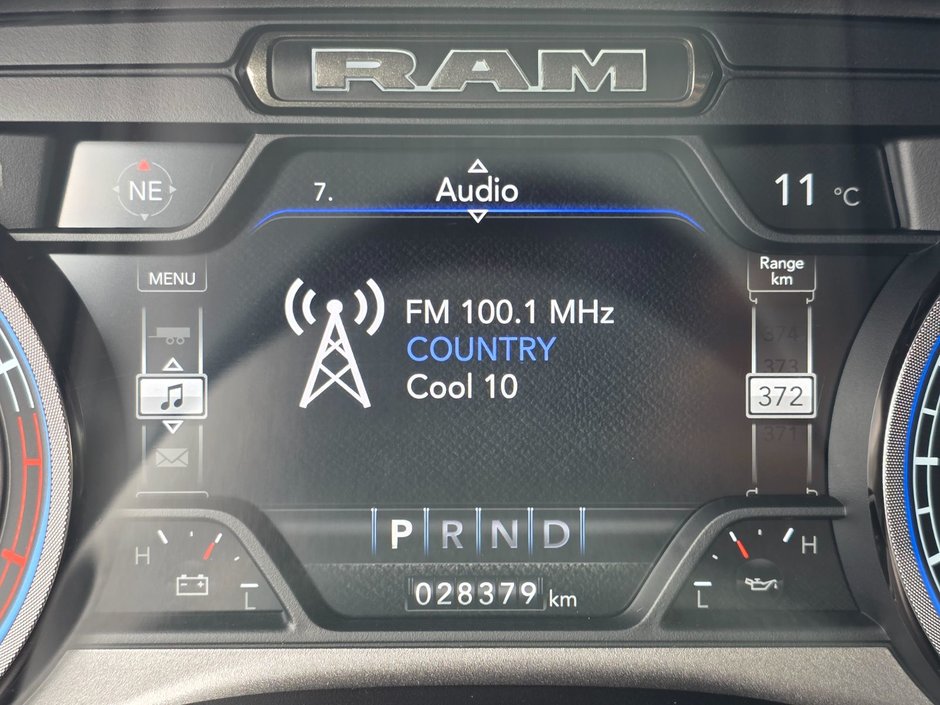 RAM
NE
7. Audio
11 °C
MENU
Range
km
374
373
372
371
FM 100.1 MHz
COUNTRY
Cool 10
P R N D
028379 km
H
L
H
L